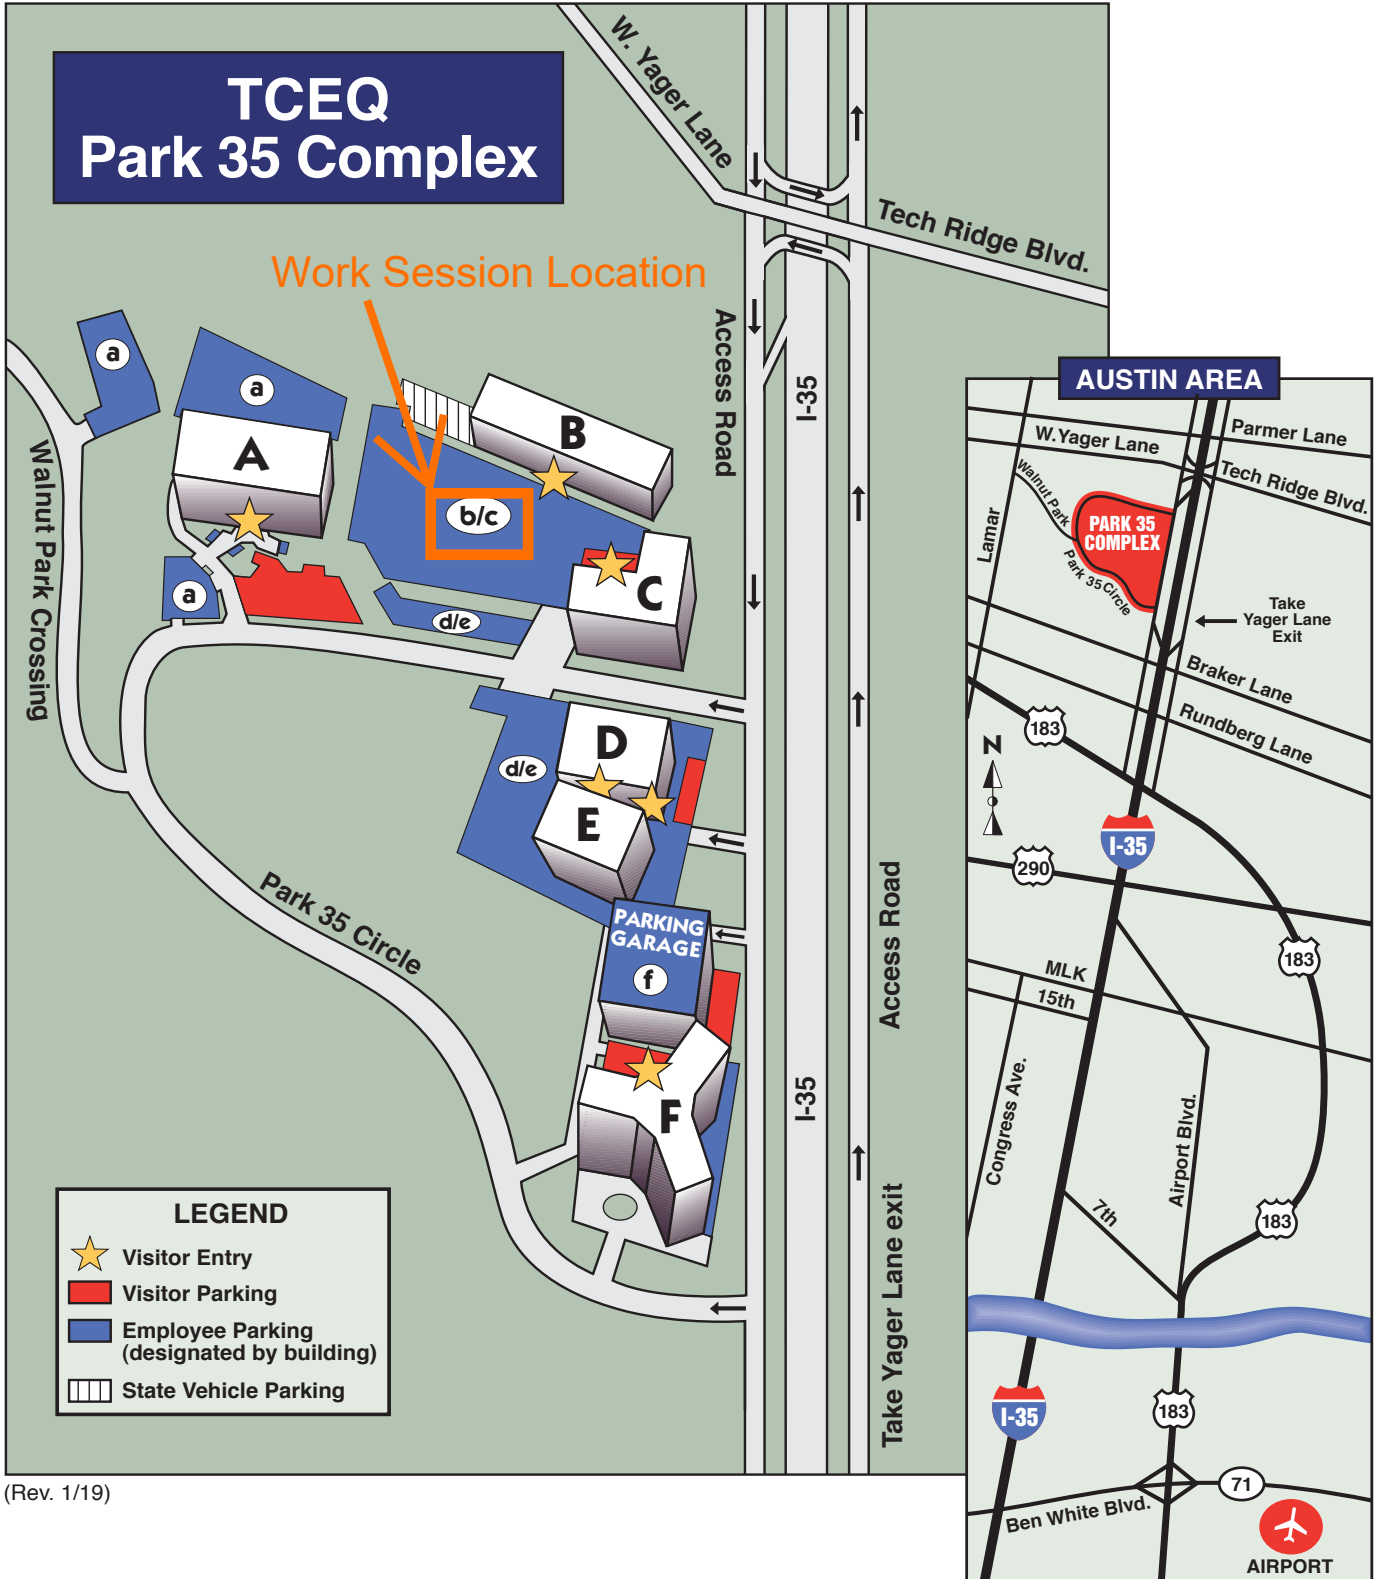 TCEQ
Park 35 Complex
W. Yager Lane
Tech Ridge Blvd.
Work Session Location
Access Road
I-35
a
a
A
B
b/c
C
a
d/e
Walnut Park Crossing
D
d/e
E
Park 35 Circle
PARKING
GARAGE
f
F
Access Road
I-35
Take Yager Lane exit
LEGEND
Visitor Entry
Visitor Parking
Employee Parking
(designated by building)
State Vehicle Parking
(Rev. 1/19)
AUSTIN AREA
Parmer Lane
W.Yager Lane
Tech Ridge Blvd.
Walnut Park
PARK 35
COMPLEX
Lamar
Park 35 Circle
Take
Yager Lane
Exit
Braker Lane
Rundberg Lane
183
N
I-35
290
183
MLK
15th
Congress Ave.
Airport Blvd.
7th
183
I-35
183
71
Ben White Blvd.
AIRPORT